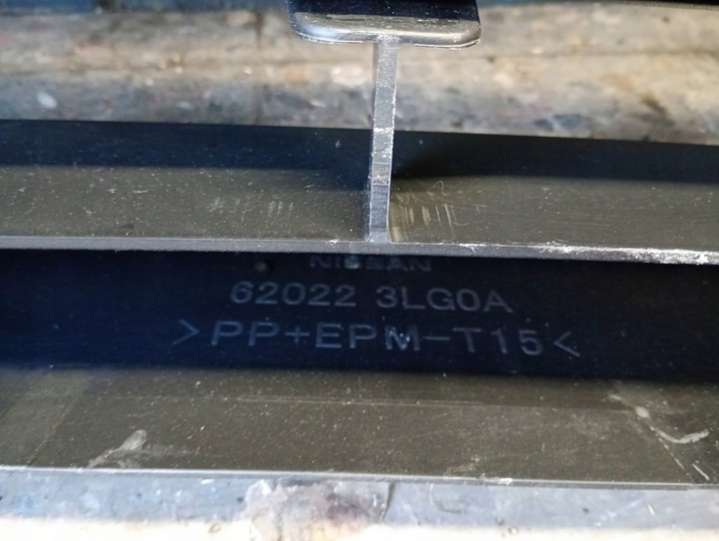 NISSAN
62022 3LG0A
>PP+EPM-T15<